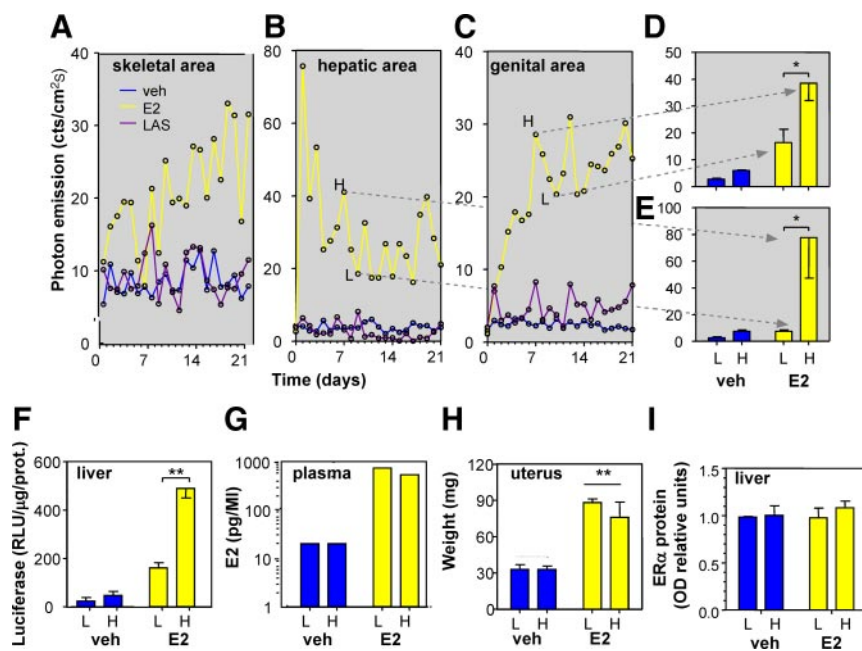 A B C D
Photon emission (cts/cm2s)
40 30 20 10 0
skeletal area
veh
E2
LAS
80 60 40 20 0
hepatic area
H
L
40 30 20 10 0
genital area
H
L
50 40 30 20 10 0
*
E
100 80 60 40 20 0
*
0 7 14 21
0 7 14 21
0 7 14 21
L H L H
Time (days)
veh E2
F G H I
Luciferase (RLU/µg/prot.)
600 400 200 0
liver
**
L H L H
veh E2
E2 (pg/Ml)
1000 100 10 1
plasma
L H L H
veh E2
Weight (mg)
120 90 60 30 0
uterus
**
L H L H
veh E2
ERα protein
(OD relative units)
1.5 1.0 0.5 0.0
liver
L H L H
veh E2